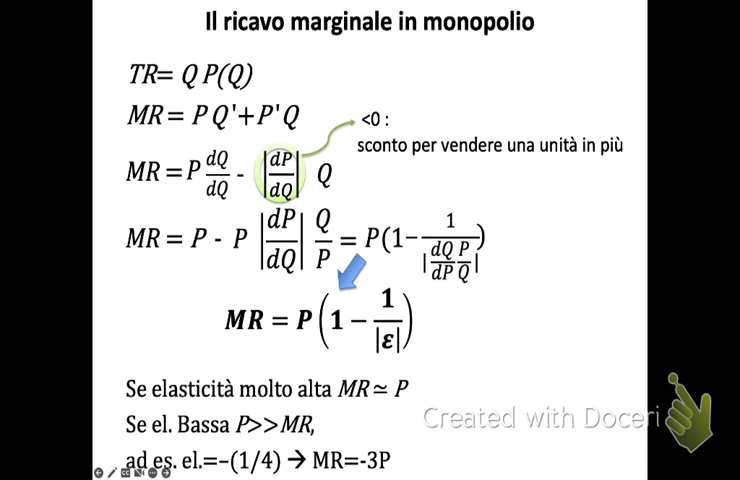 Il ricavo marginale in monopolio
TR= Q P(Q)
MR= P Q'+P'Q
<0 :
sconto per vendere una unità in più
MR=P dQ/dQ - |dP/dQ| Q
MR= P - P |dP/dQ| Q/P = P(1− 1/|dQ/dP P/Q|)
MR = P (1 − 1/|ε|)
Se elasticità molto alta MR≃ P
Se el. Bassa P>>MR,
ad es. el.=−(1/4) → MR=-3P
Created with Doceri